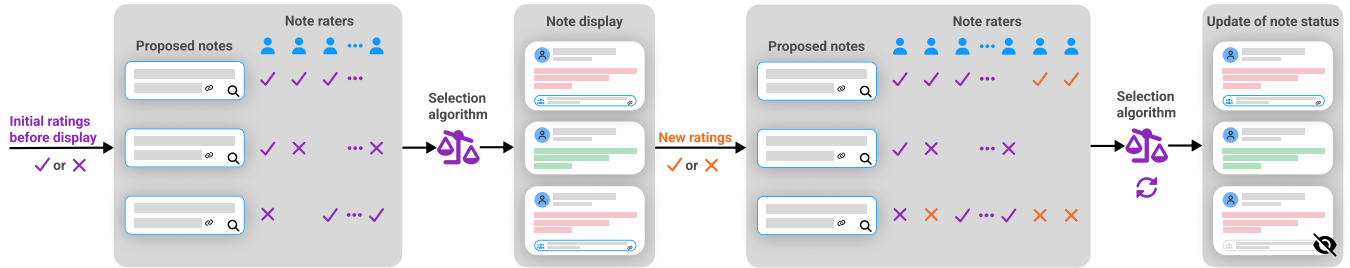 Initial ratings
before display
or
Proposed notes
Note raters
Selection
algorithm
Note display
New ratings
or
Proposed notes
Note raters
Selection
algorithm
Update of note status